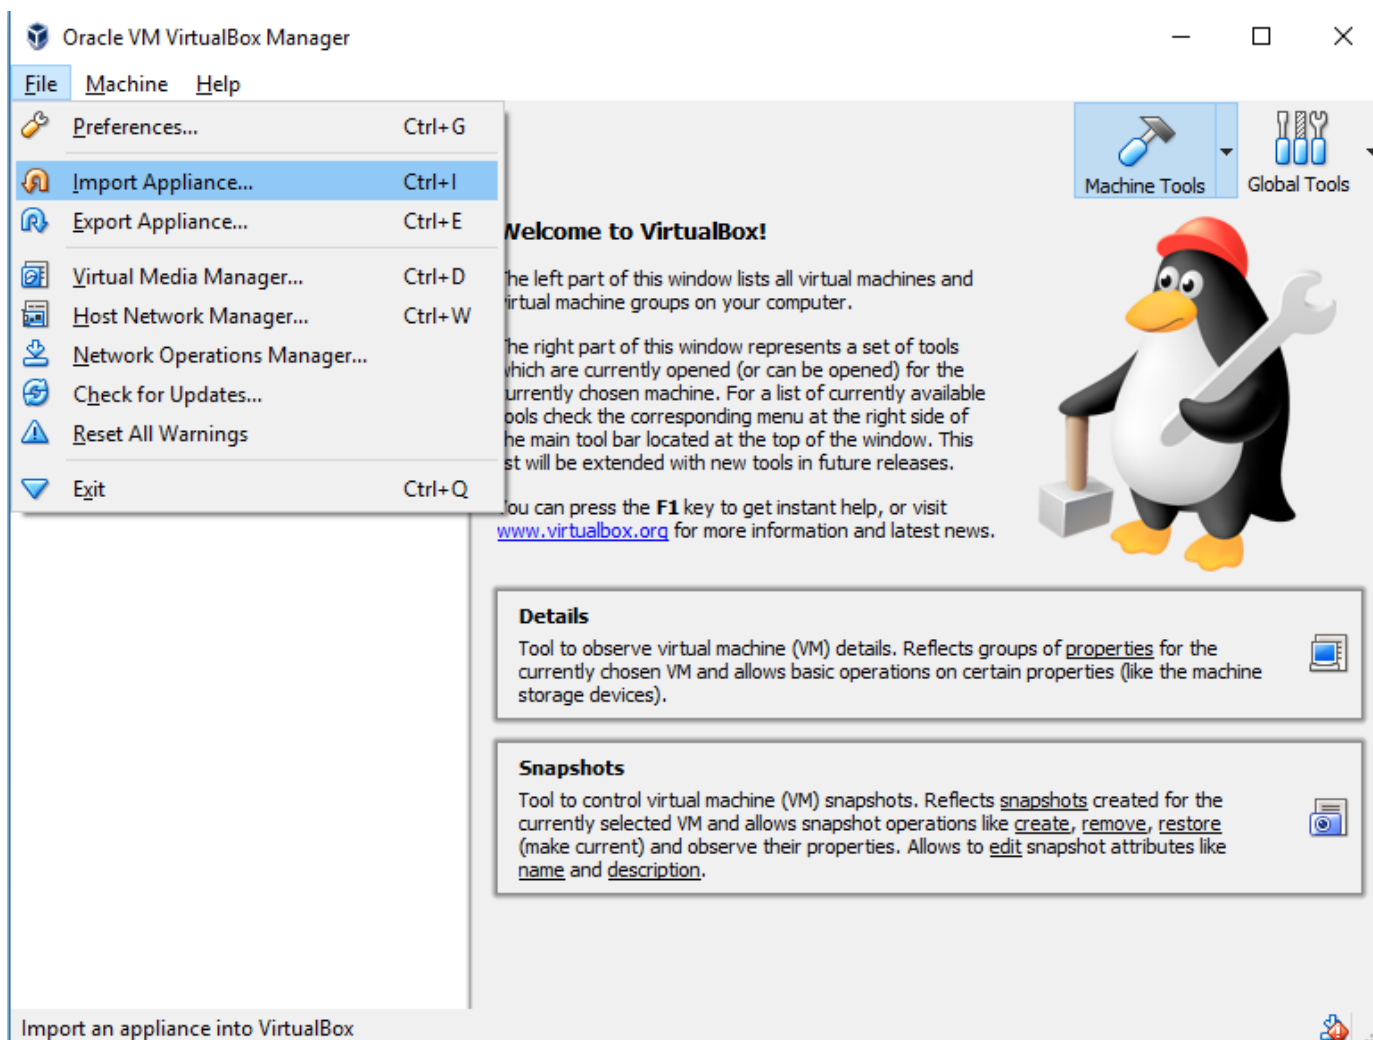 Oracle VM VirtualBox Manager
File Machine Help
Preferences... Ctrl+G
Import Appliance... Ctrl+I
Export Appliance... Ctrl+E
Virtual Media Manager... Ctrl+D
Host Network Manager... Ctrl+W
Network Operations Manager...
Check for Updates...
Reset All Warnings
Exit Ctrl+Q
Machine Tools
Global Tools
Welcome to VirtualBox!
The left part of this window lists all virtual machines and
virtual machine groups on your computer.
The right part of this window represents a set of tools
which are currently opened (or can be opened) for the
currently chosen machine. For a list of currently available
tools check the corresponding menu at the right side of
the main tool bar located at the top of the window. This
list will be extended with new tools in future releases.
You can press the F1 key to get instant help, or visit
www.virtualbox.org for more information and latest news.
Details
Tool to observe virtual machine (VM) details. Reflects groups of properties for the
currently chosen VM and allows basic operations on certain properties (like the machine
storage devices).
Snapshots
Tool to control virtual machine (VM) snapshots. Reflects snapshots created for the
currently selected VM and allows snapshot operations like create, remove, restore
(make current) and observe their properties. Allows to edit snapshot attributes like
name and description.
Import an appliance into VirtualBox